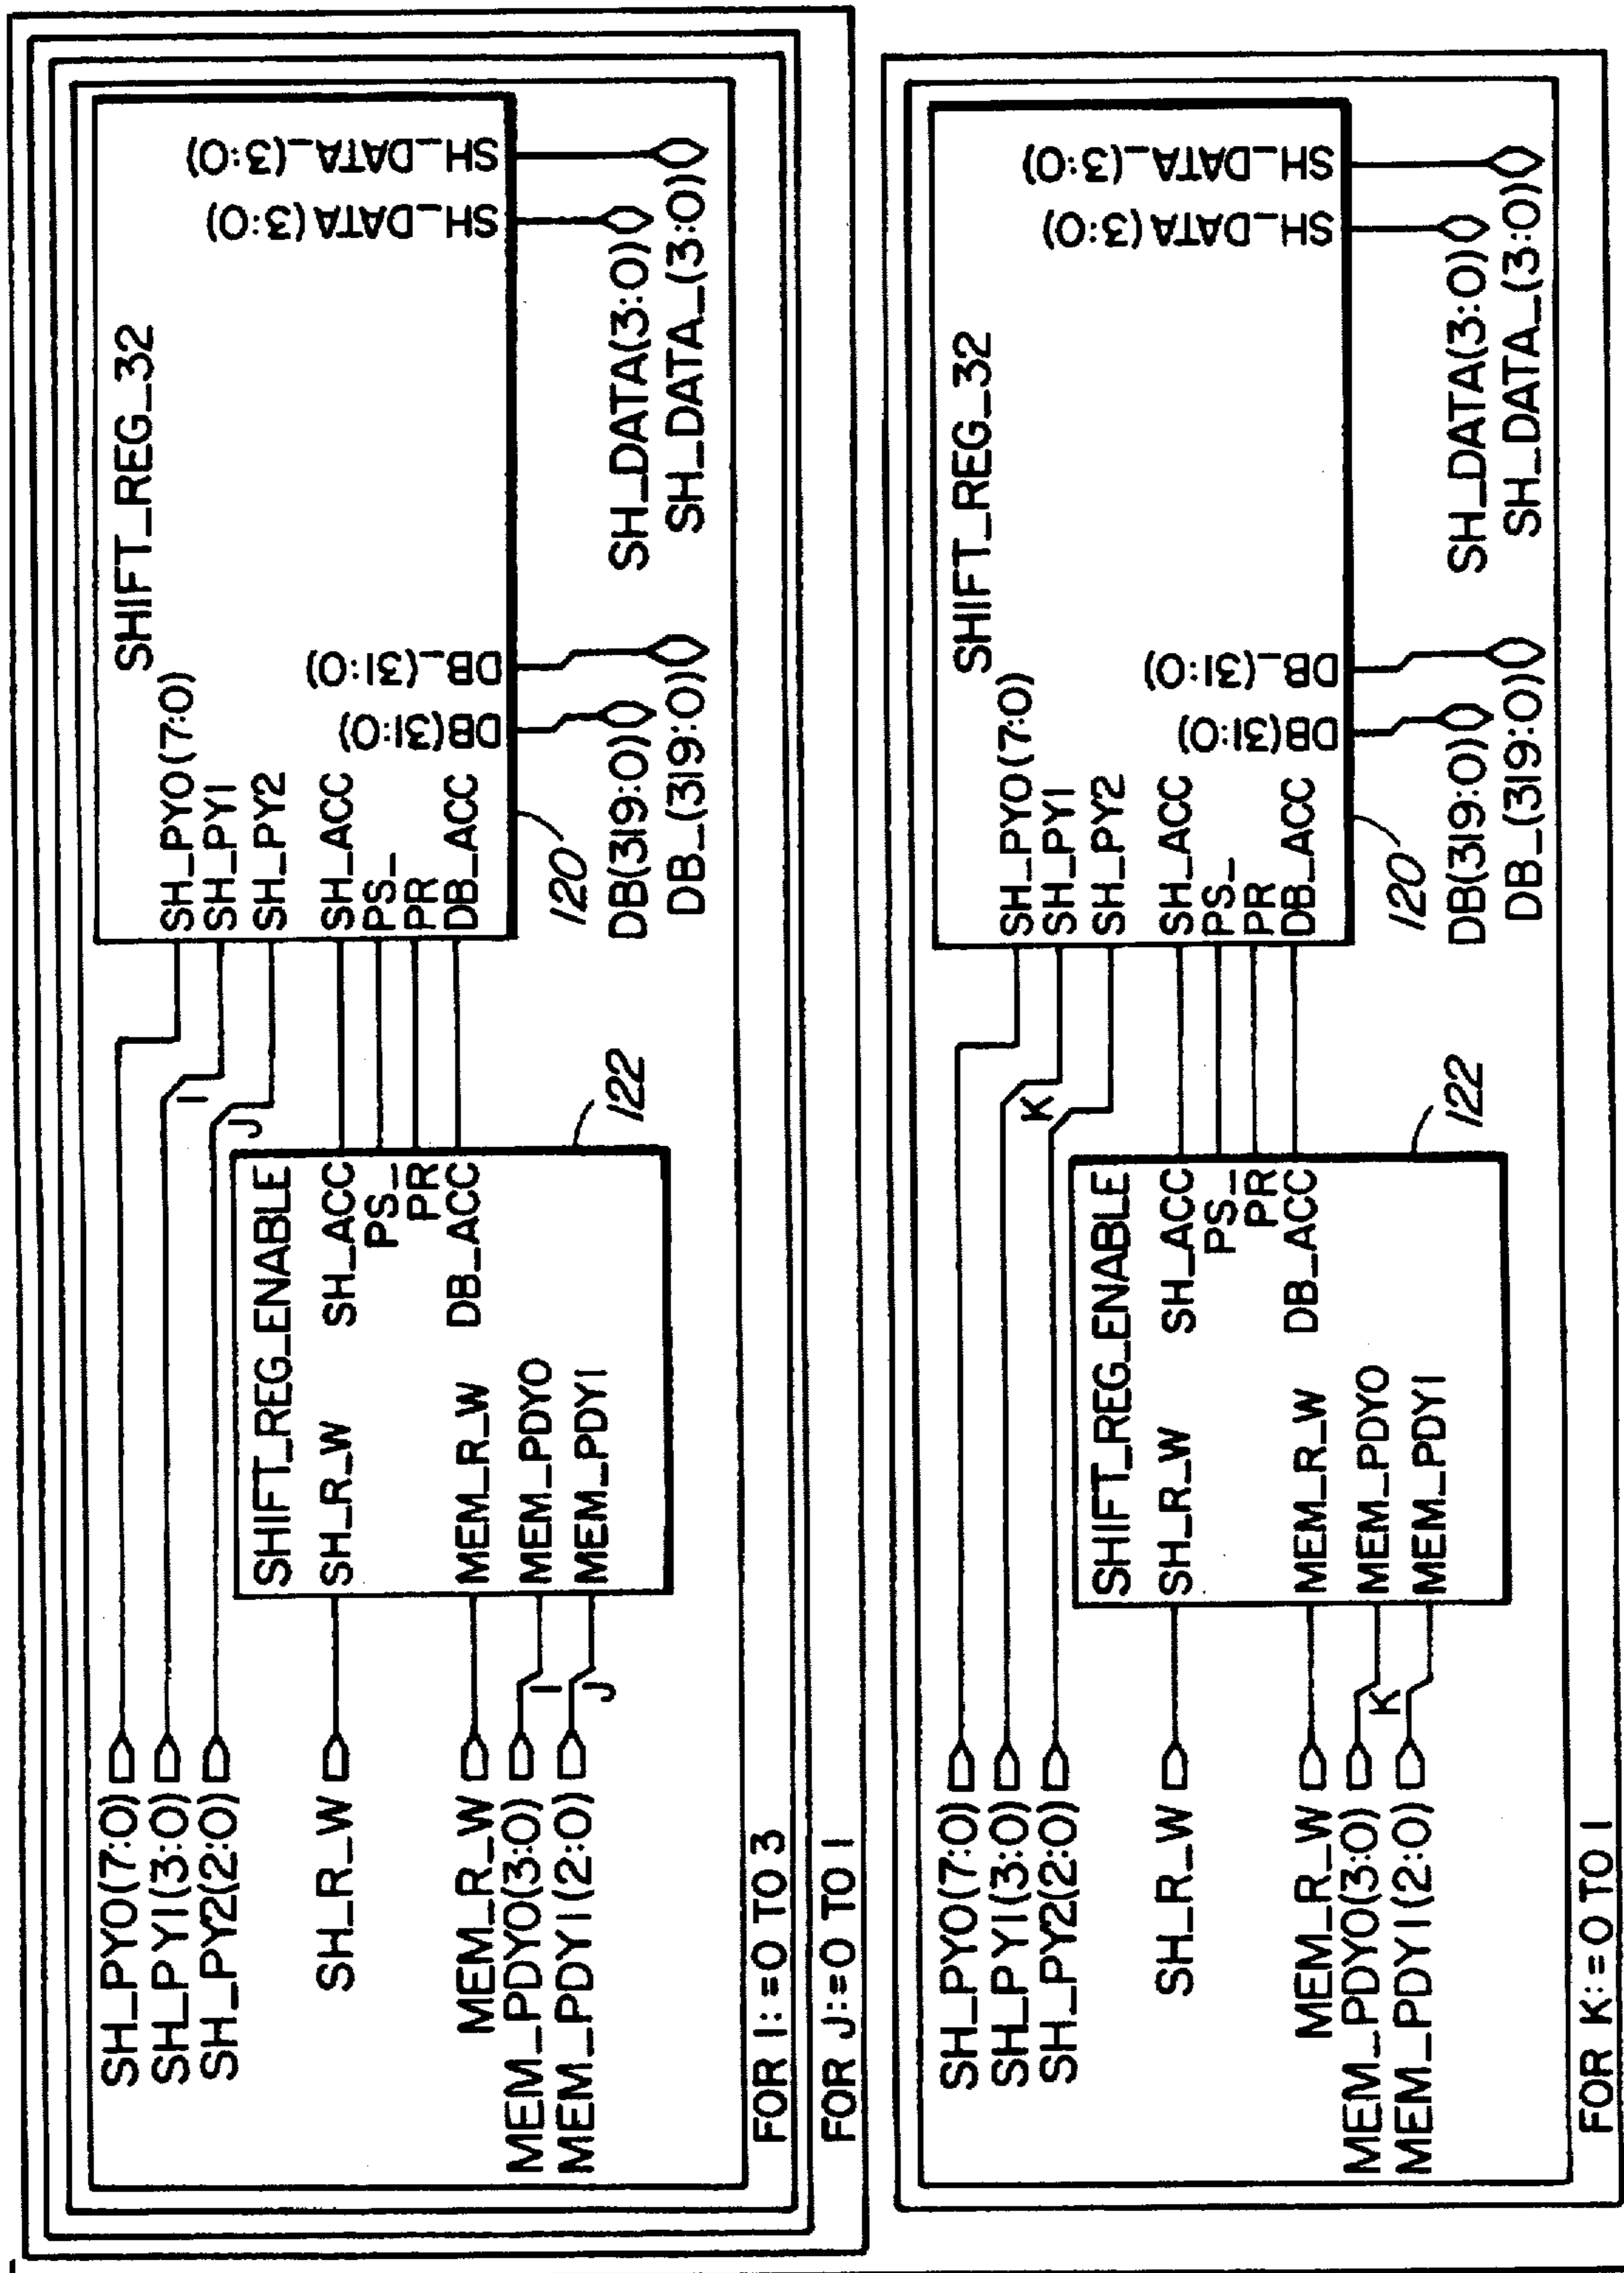 SH_PY0(7:0)
SH_PY1(3:0)
SH_PY2(2:0)
SH_R_W
MEM_R_W
MEM_PDY0(3:0)
MEM_PDY1(2:0)
I
J
SHIFT_REG_ENABLE
SH_R_W
SH_ACC
PS_
PR
MEM_R_W
DB_ACC
MEM_PDY0
MEM_PDY1
122
I
J
SHIFT_REG_32
SH_PY0(7:0)
SH_PY1
SH_PY2
SH_ACC
PS_
PR
DB_ACC
DB(31:0)
DB_(31:0)
SH_DATA(3:0)
SH_DATA_(3:0)
120
DB(319:0)
DB_(319:0)
SH_DATA(3:0)
SH_DATA_(3:0)
FOR I:=0 TO 3
FOR J:=0 TO 1
SH_PY0(7:0)
SH_PY1(3:0)
SH_PY2(2:0)
SH_R_W
MEM_R_W
MEM_PDY0(3:0)
MEM_PDY1(2:0)
K
SHIFT_REG_ENABLE
SH_R_W
SH_ACC
PS_
PR
MEM_R_W
DB_ACC
MEM_PDY0
MEM_PDY1
122
K
SHIFT_REG_32
SH_PY0(7:0)
SH_PY1
SH_PY2
SH_ACC
PS_
PR
DB_ACC
DB(31:0)
DB_(31:0)
SH_DATA(3:0)
SH_DATA_(3:0)
120
DB(319:0)
DB_(319:0)
SH_DATA(3:0)
SH_DATA_(3:0)
FOR K:=0 TO 1